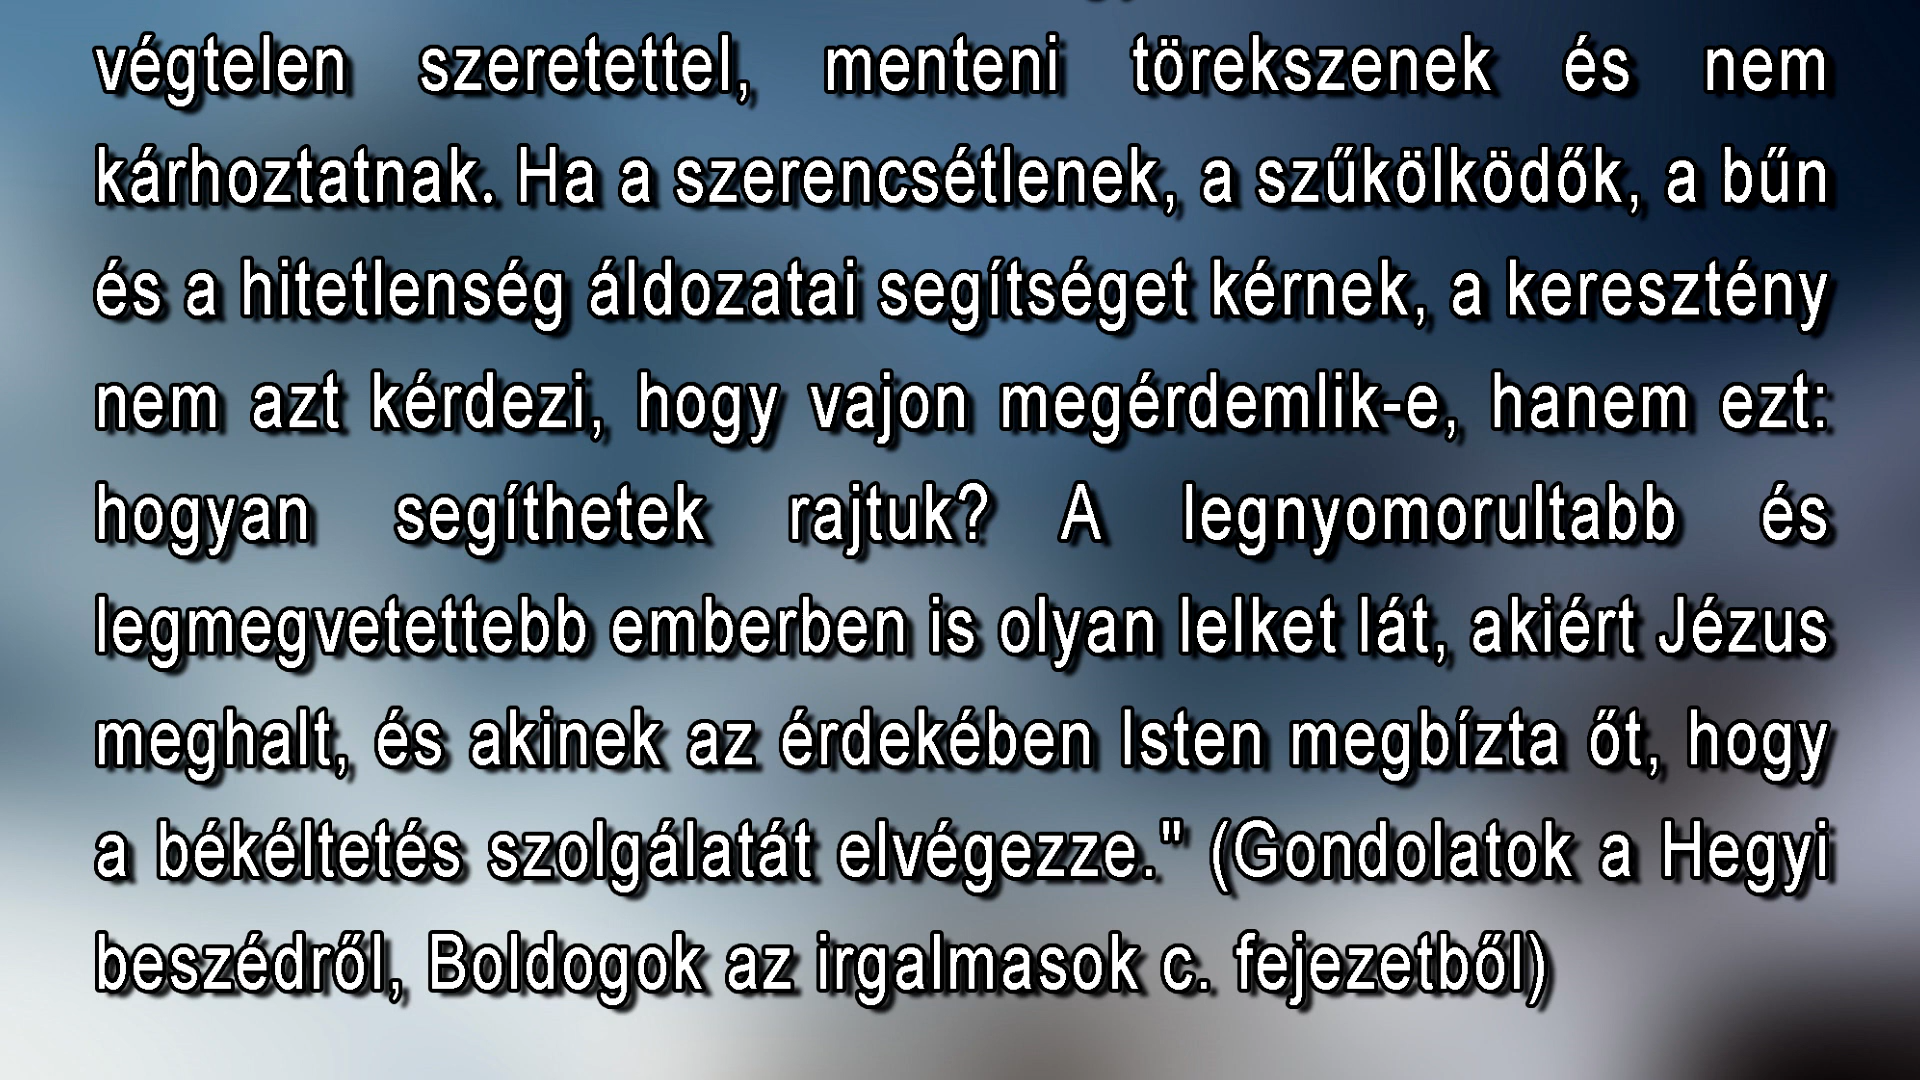 végtelen szeretettel, menteni törekszenek és nem
kárhoztatnak. Ha a szerencsétlenek, a szűkölködők, a bűn
és a hitetlenség áldozatai segítséget kérnek, a keresztény
nem azt kérdezi, hogy vajon megérdemlik-e, hanem ezt:
hogyan segíthetek rajtuk? A legnyomorultabb és
legmegvetettebb emberben is olyan lelket lát, akiért Jézus
meghalt, és akinek az érdekében Isten megbízta őt, hogy
a békéltetés szolgálatát elvégezze." (Gondolatok a Hegyi
beszédről, Boldogok az irgalmasok c. fejezetből)